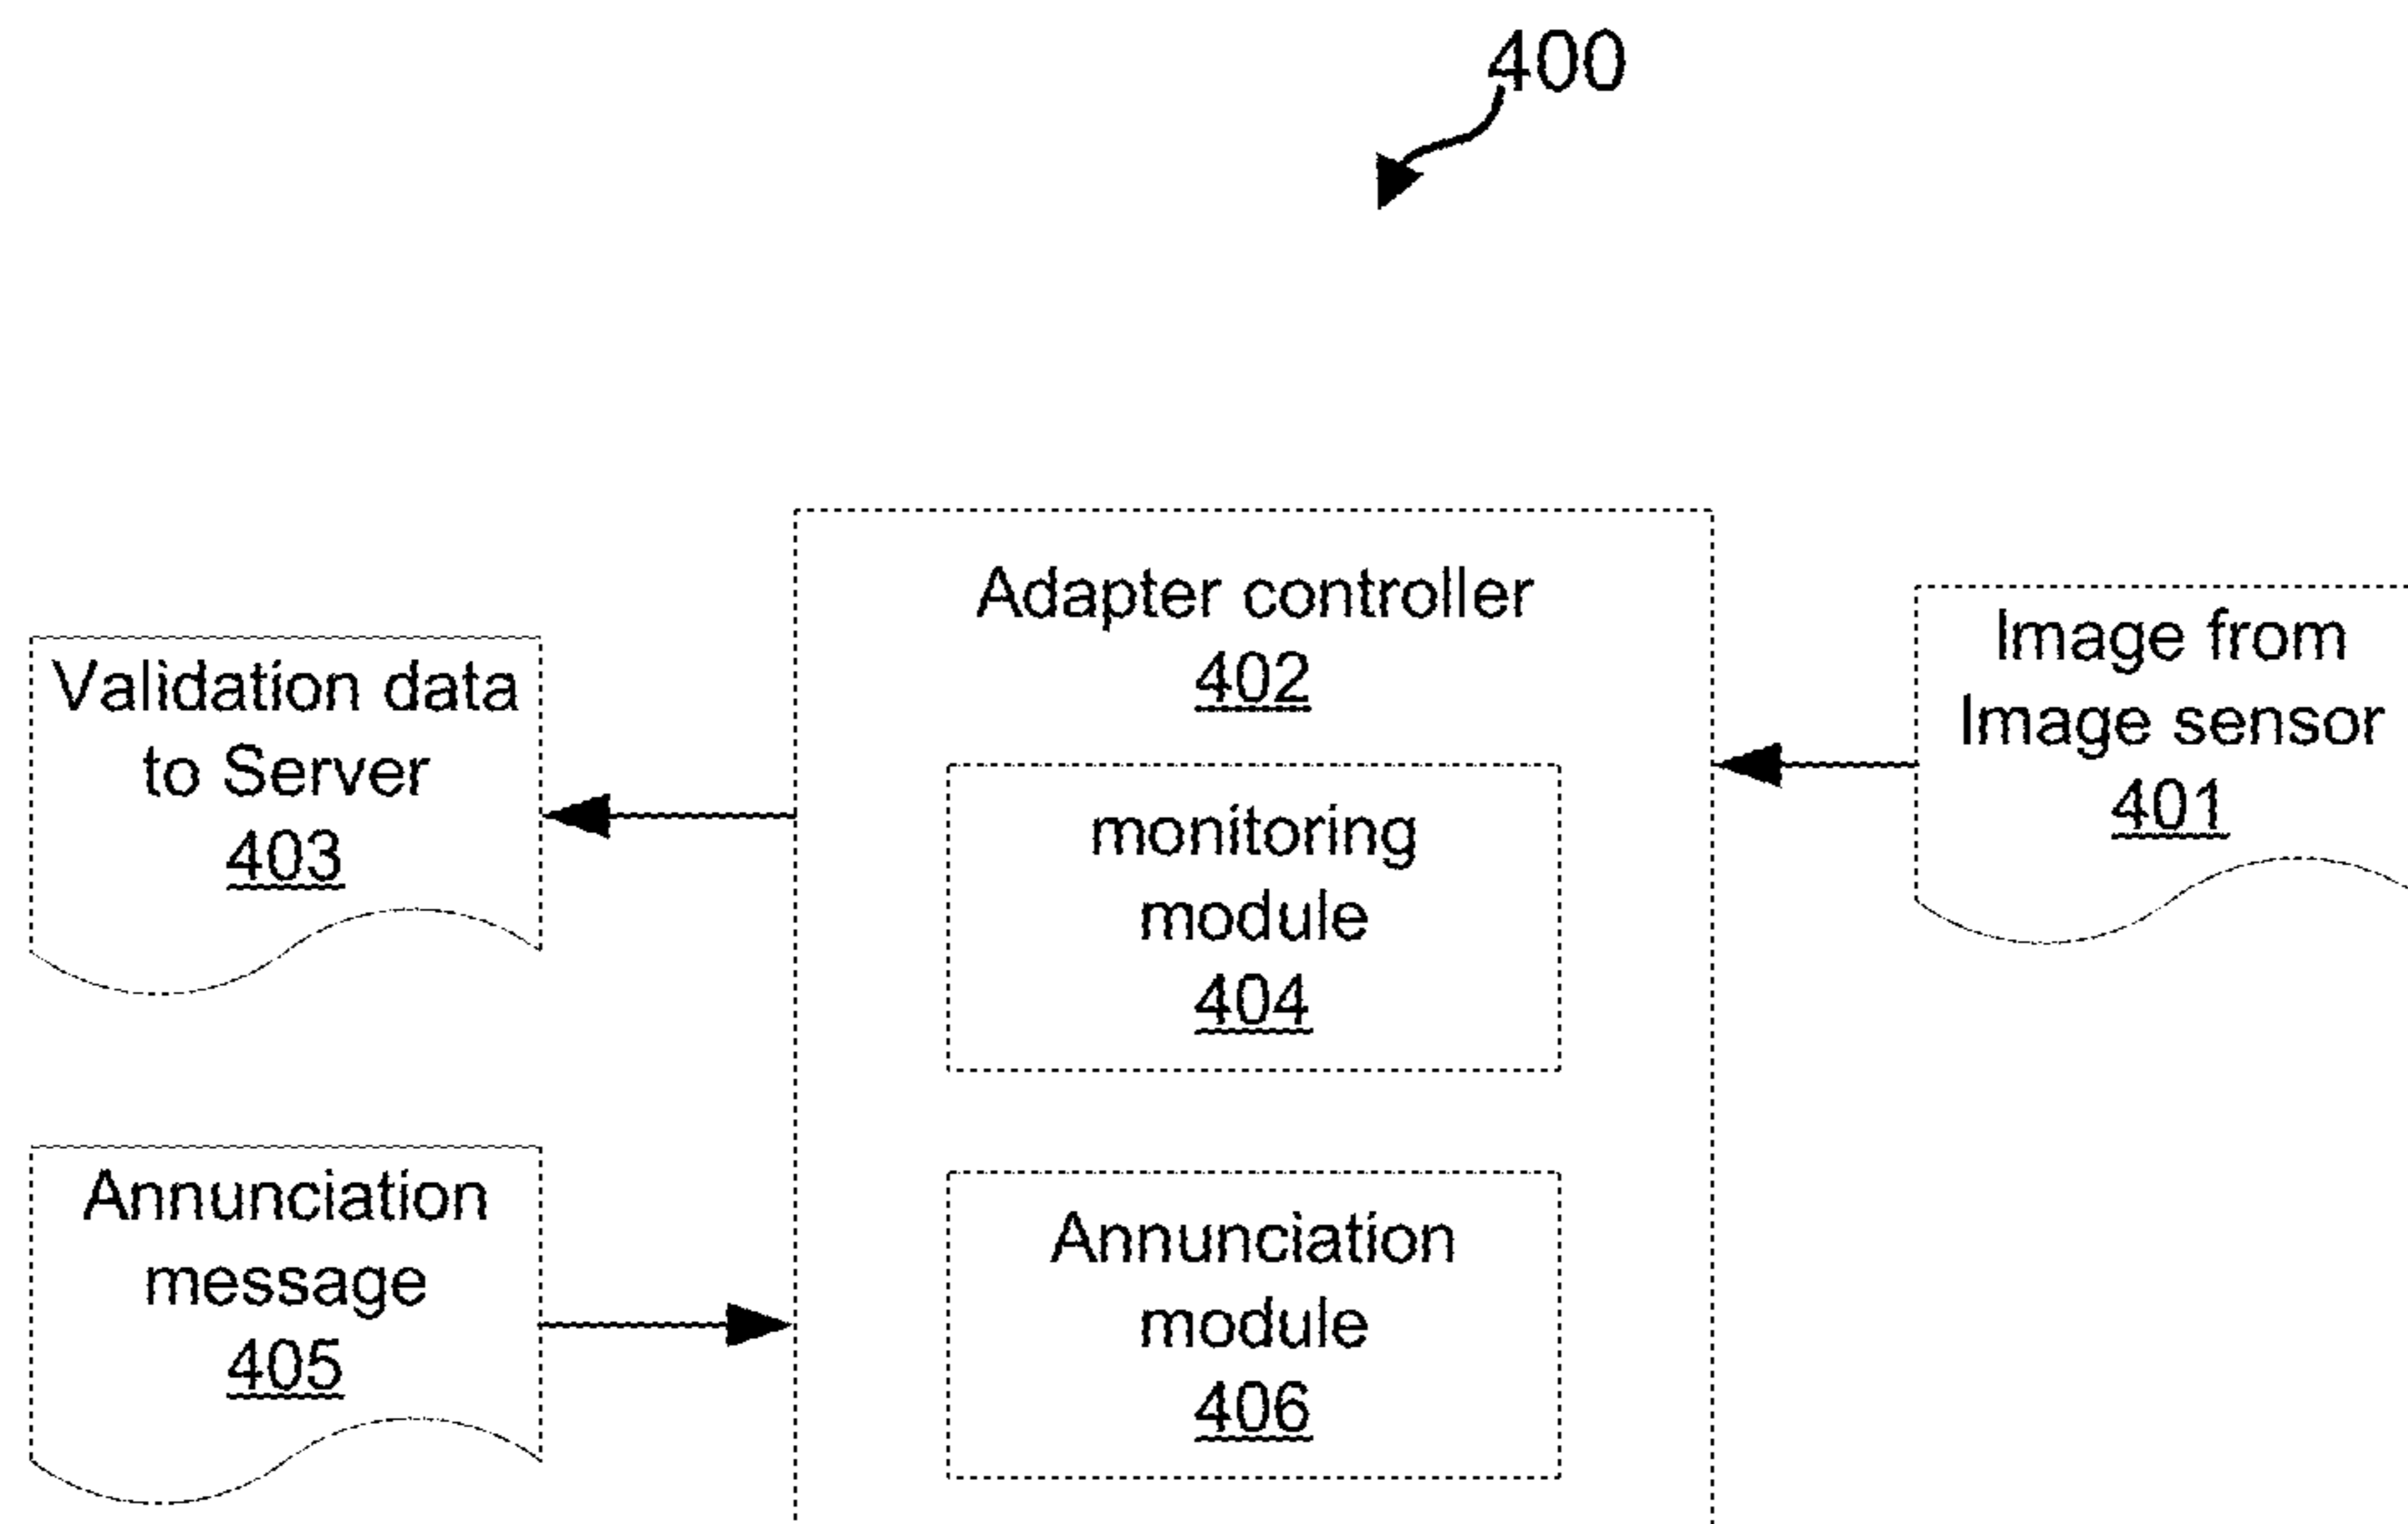 400
Adapter controller
402
Validation data
to Server
403
monitoring
module
404
Image from
Image sensor
401
Annunciation
message
405
Annunciation
module
406